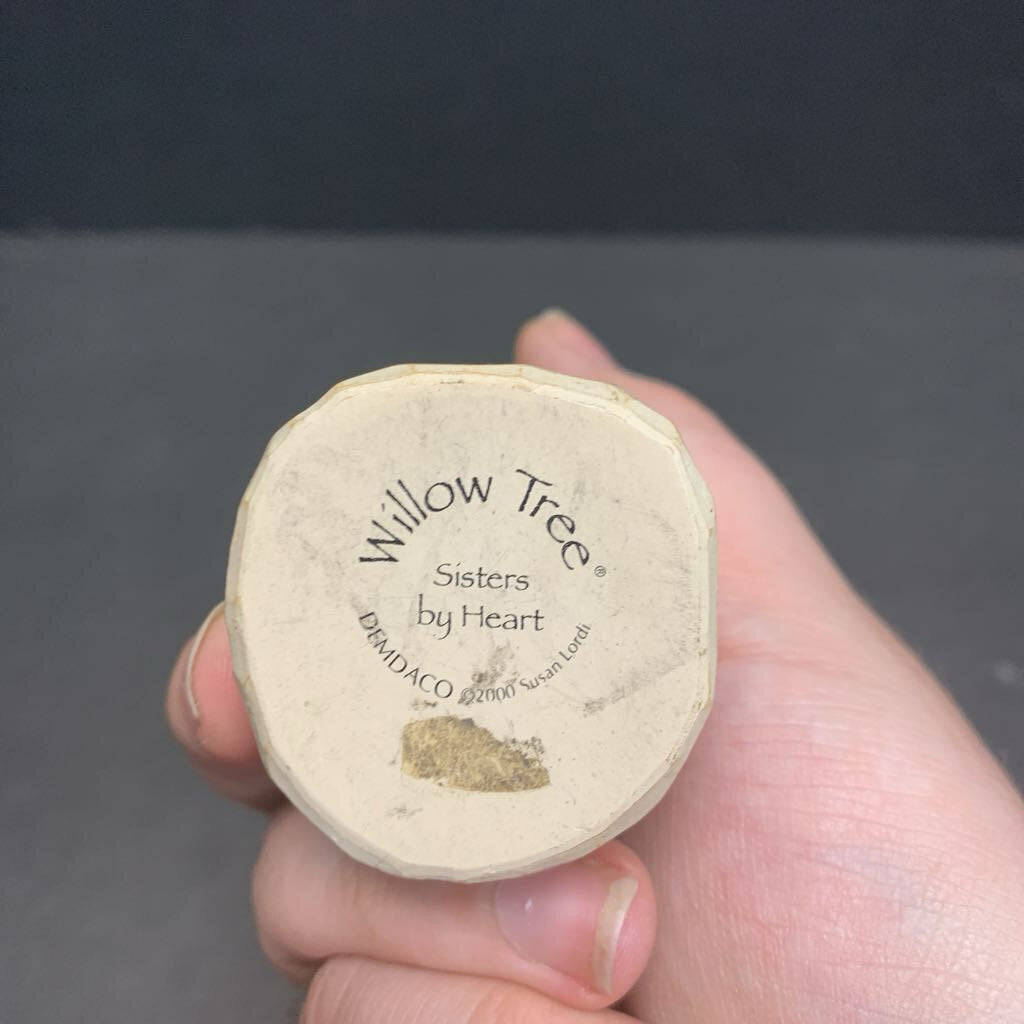 Willow Tree®
Sisters
by Heart
DEMDACO ©2000 Susan Lordi